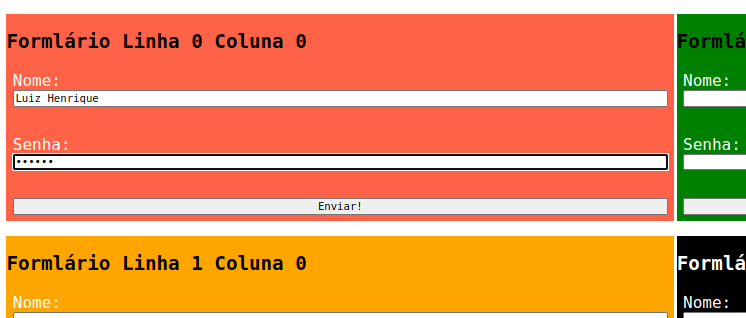 Formlário Linha 0 Coluna 0
Nome:
Luiz Henrique
Senha:
••••••
Enviar!
Formlá
Nome:
Senha:
Formlário Linha 1 Coluna 0
Nome:
Formlá
Nome: